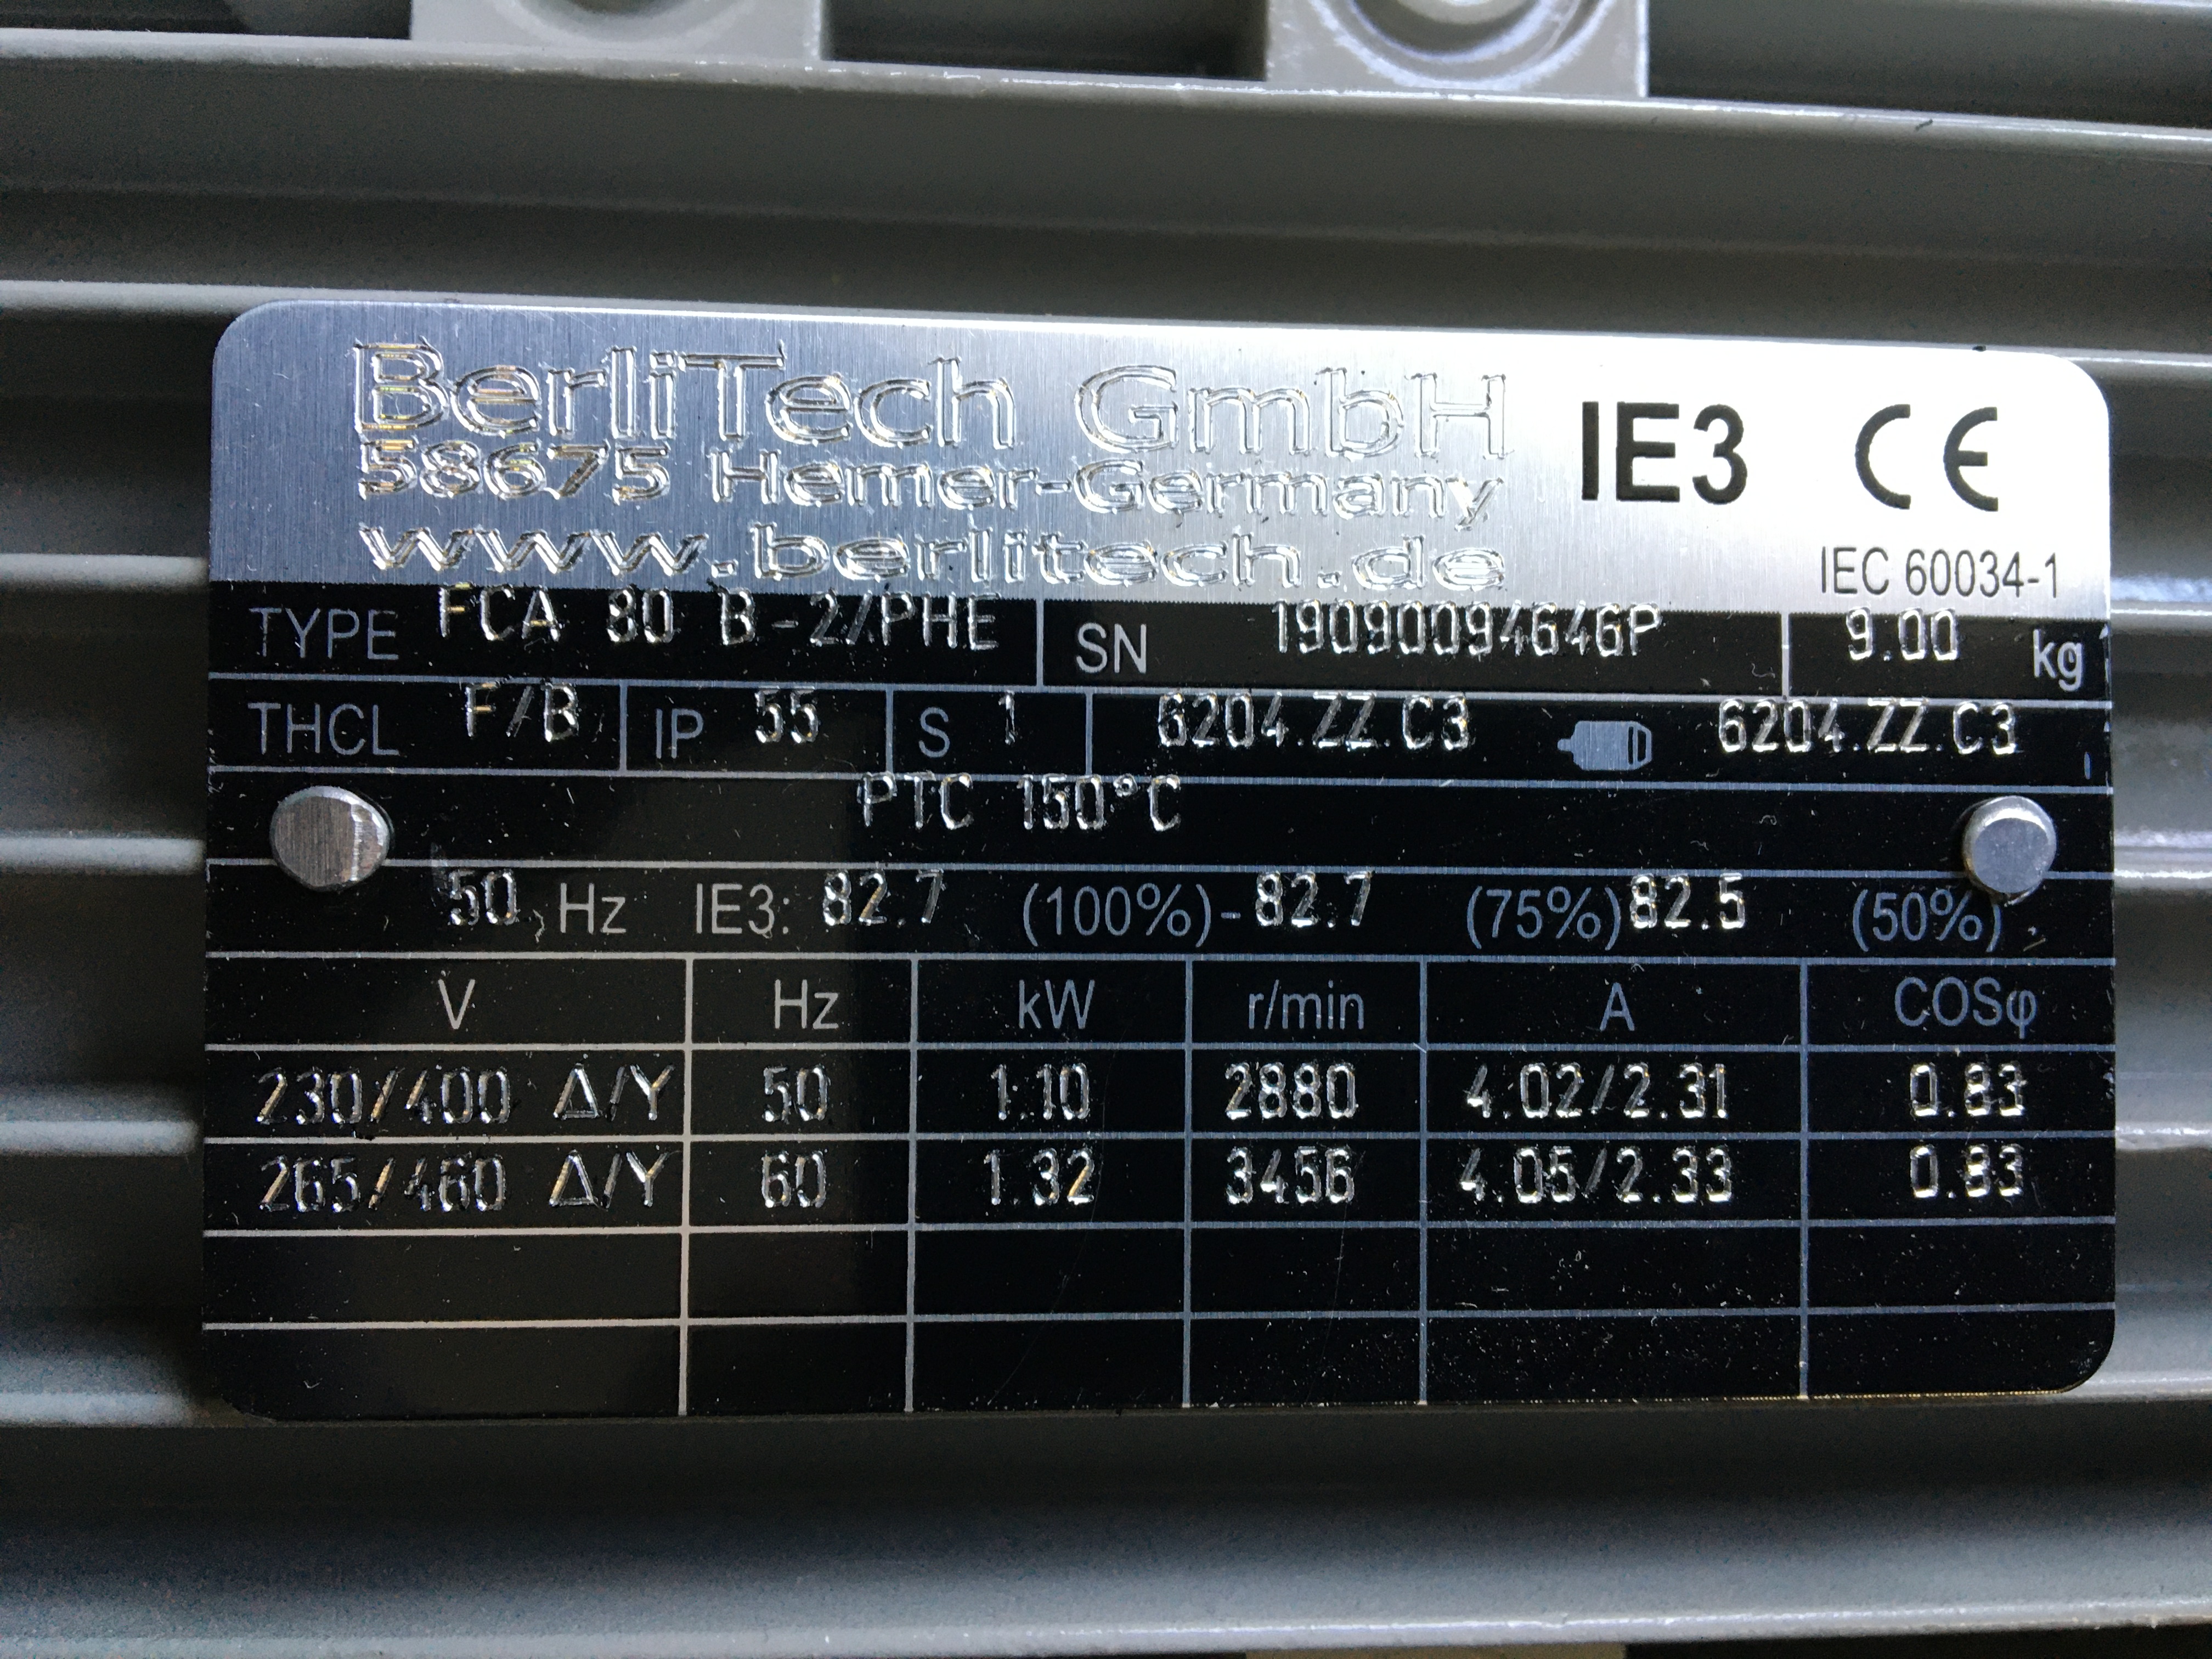 BerliTech GmbH
58675 Hemer-Germany
www.berlitech.de
IE3 CE
IEC 60034-1
TYPE FCA 80 B-2/PHE SN 19090094646P 9.00 kg
THCL F/B IP 55 S 1 6204.ZZ.C3 6204.ZZ.C3
PTC 150°C
50 Hz IE3: 82.7 (100%)- 82.7 (75%) 82.5 (50%)
V Hz kW r/min A COSφ
230/400 Δ/Y 50 1.10 2880 4.02/2.31 0.83
265/460 Δ/Y 60 1.32 3456 4.05/2.33 0.83